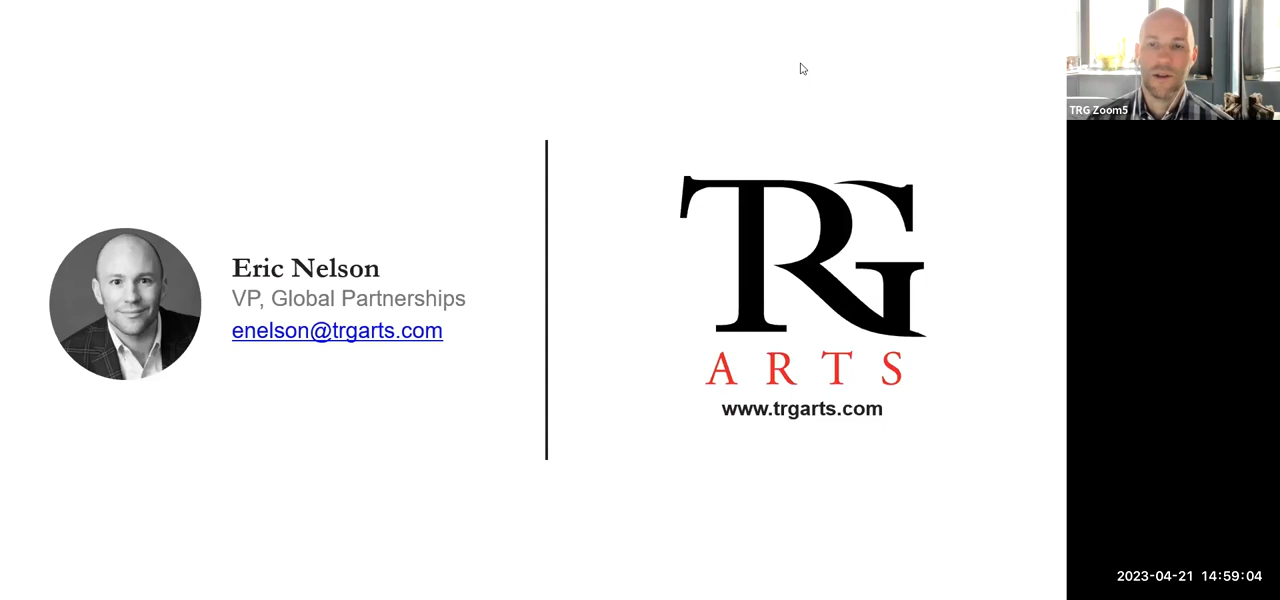 TRG Zoom5
TRG
ARTS
www.trgarts.com
Eric Nelson
VP, Global Partnerships
enelson@trgarts.com
2023-04-21 14:59:04